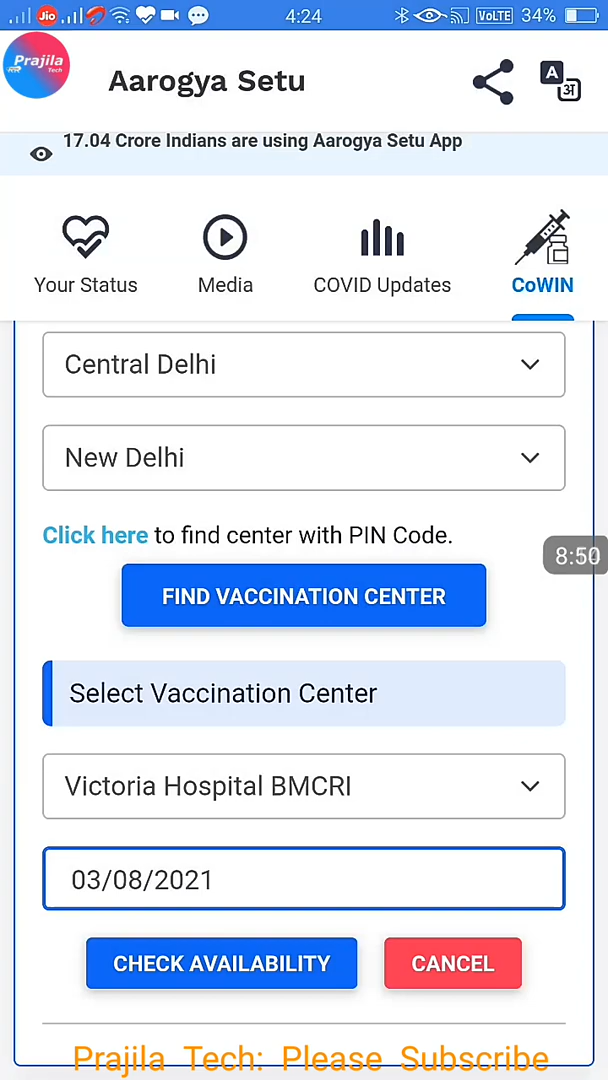 Jio 4:24 VoLTE 34%
Prajila
RR Tech
Aarogya Setu
A
अ
17.04 Crore Indians are using Aarogya Setu App
Your Status Media COVID Updates CoWIN
Central Delhi
New Delhi
Click here to find center with PIN Code.
8:50
FIND VACCINATION CENTER
Select Vaccination Center
Victoria Hospital BMCRI
03/08/2021
CHECK AVAILABILITY CANCEL
Prajila Tech: Please Subscribe